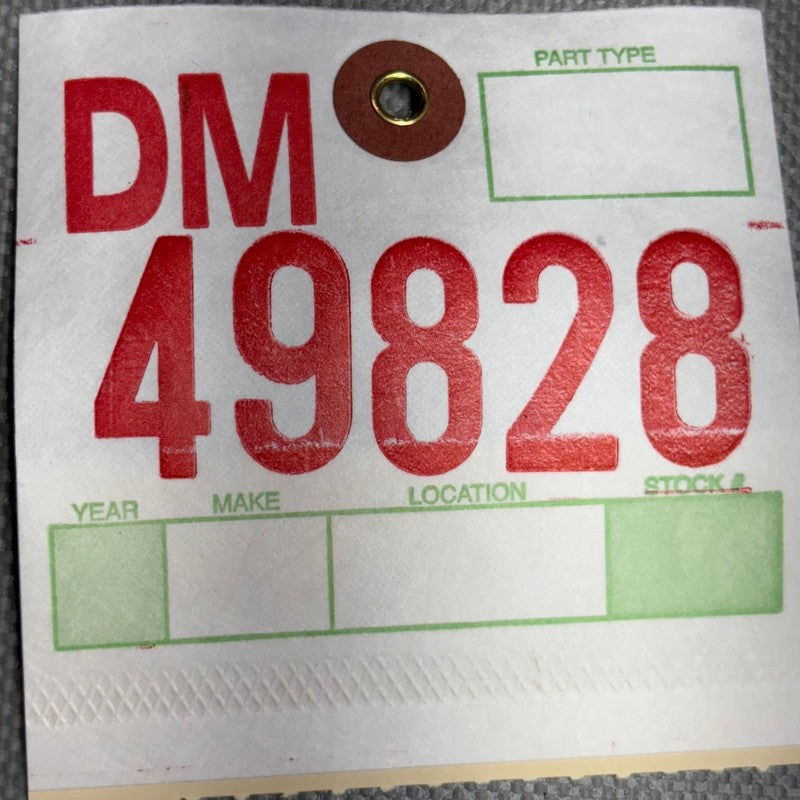 DM
PART TYPE
49828
YEAR MAKE LOCATION STOCK #